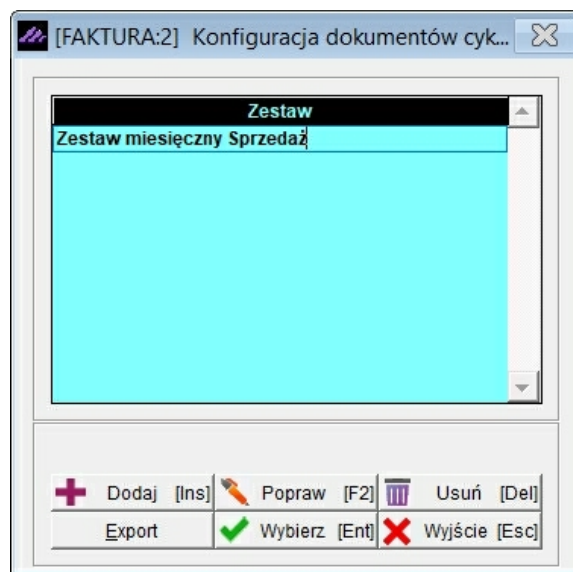 [FAKTURA:2] Konfiguracja dokumentów cyk...
Zestaw
Zestaw miesięczny Sprzedaż
Dodaj [Ins] Popraw [F2] Usuń [Del]
Export Wybierz [Ent] Wyjście [Esc]